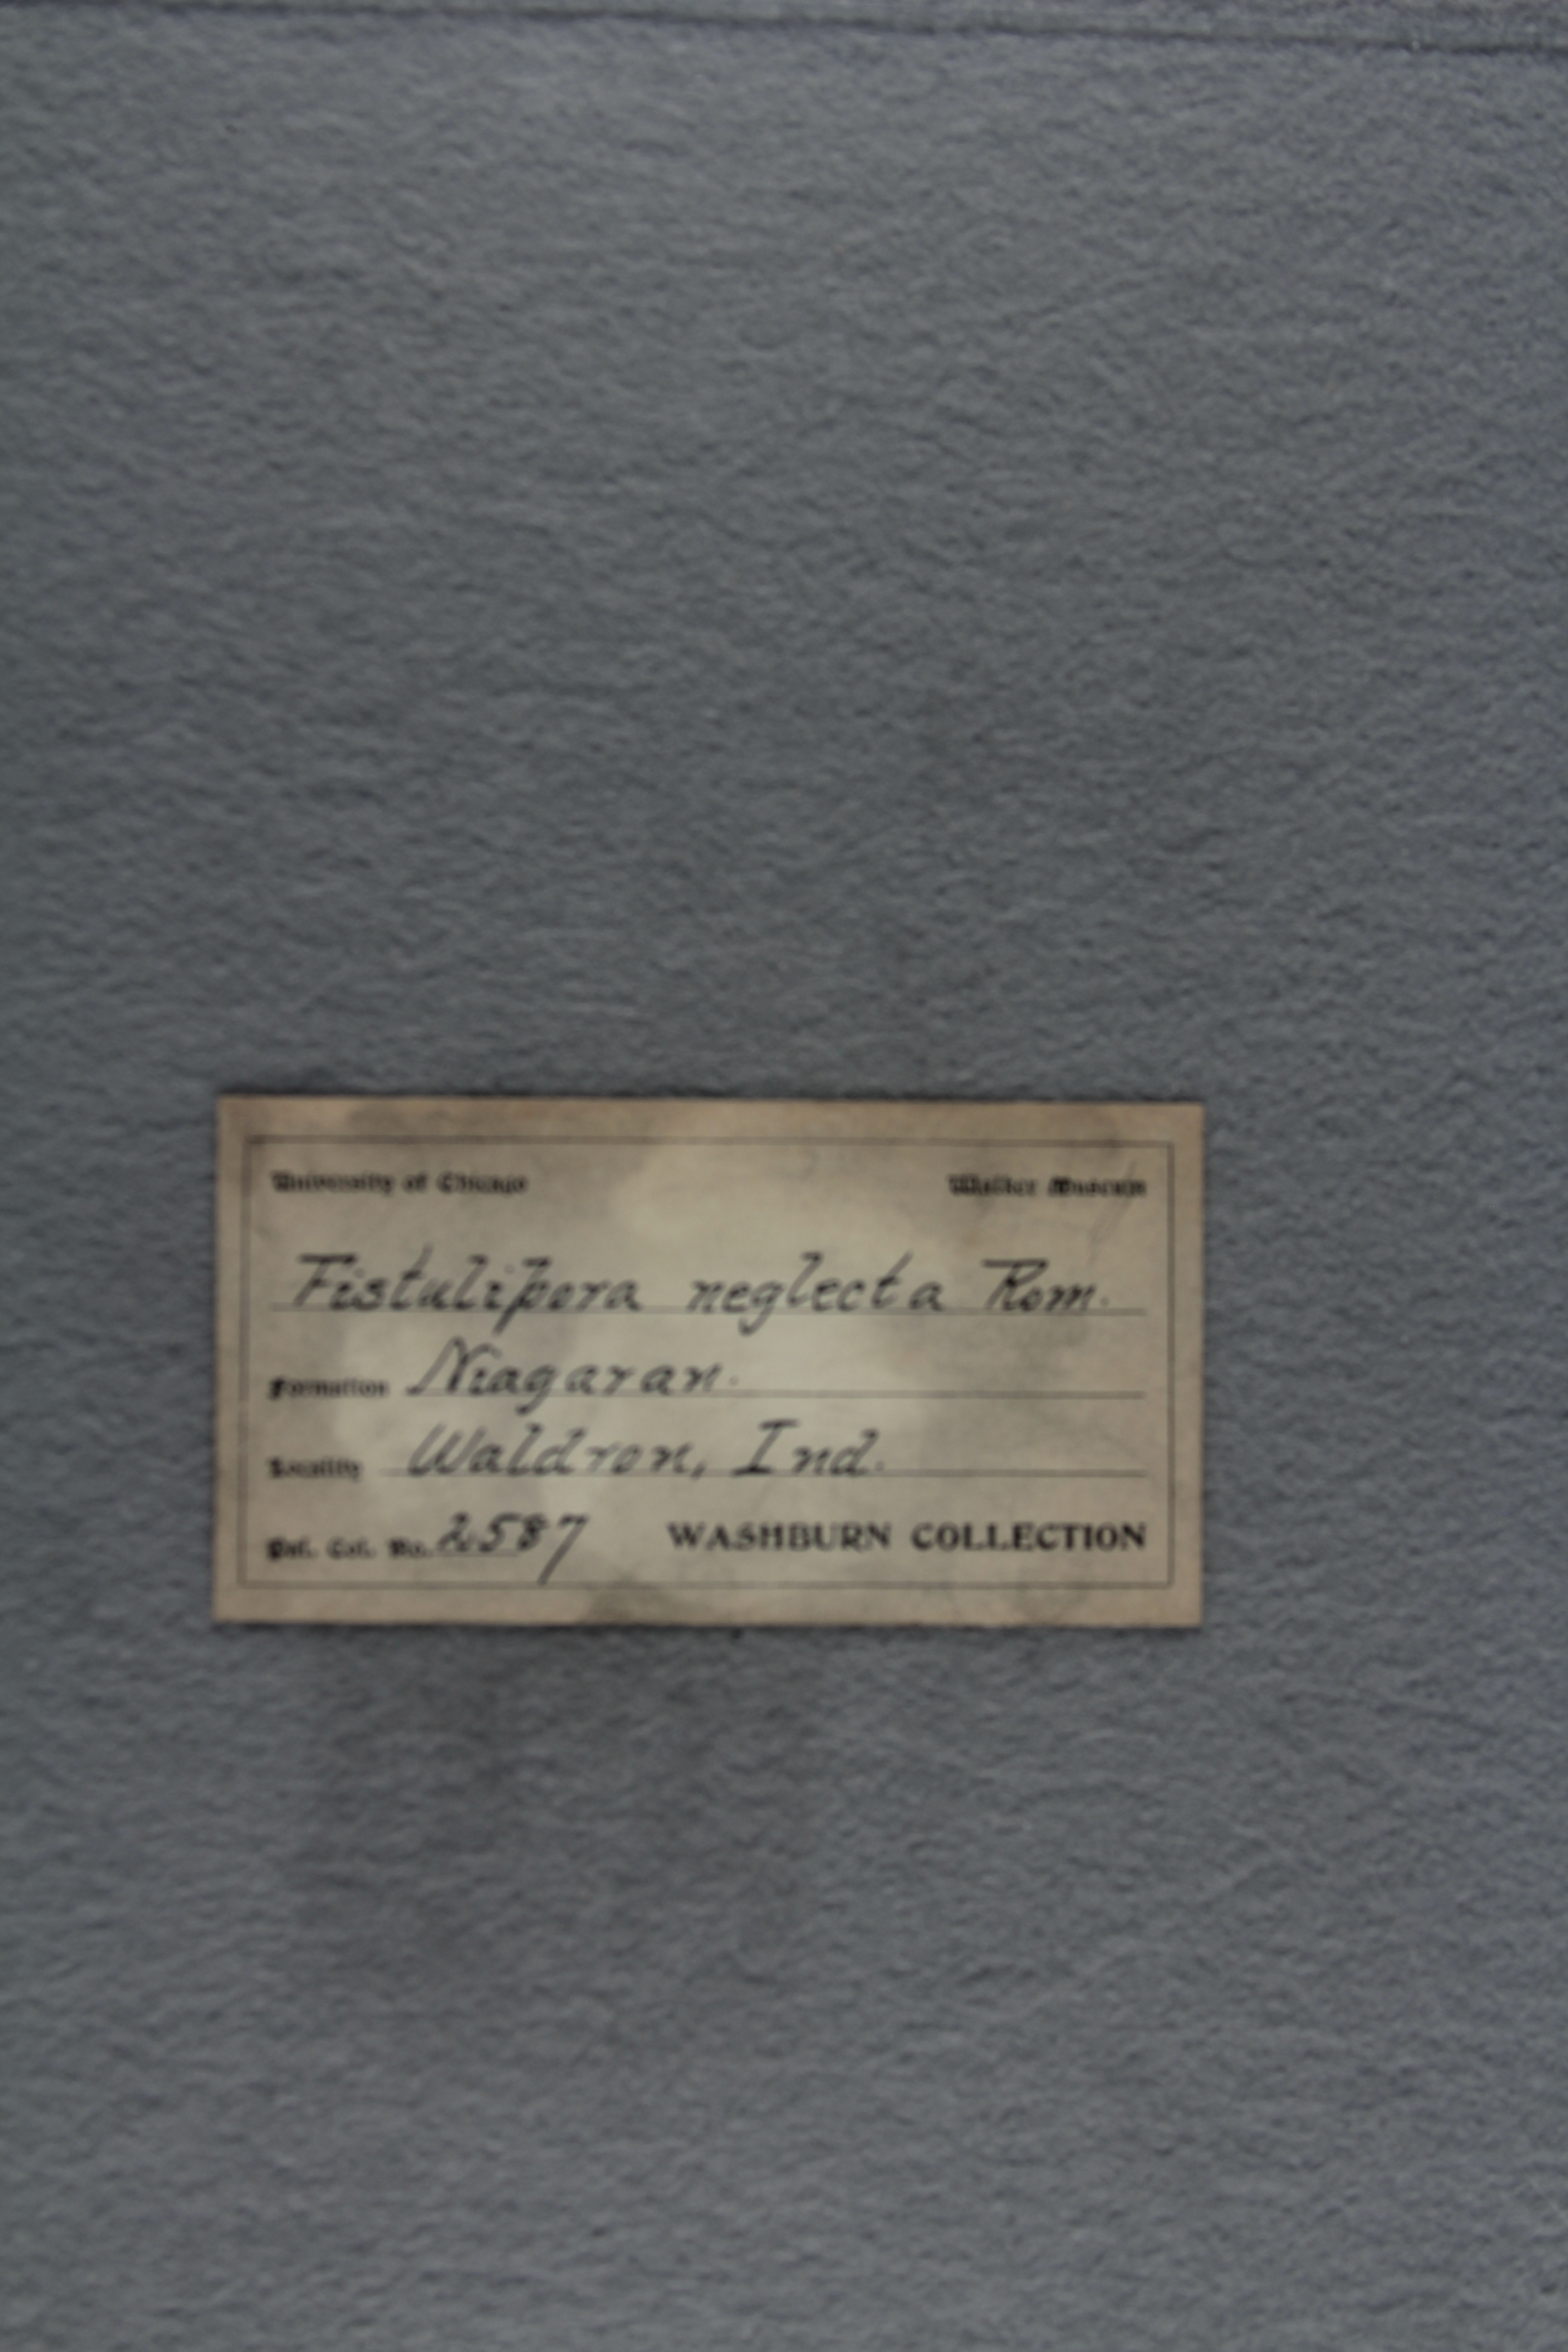 University of Chicago Walker Museum
Fistulipora neglecta Rom.
Formation Niagaran.
Locality Waldron, Ind.
Pal. Col. No. 2587 WASHBURN COLLECTION